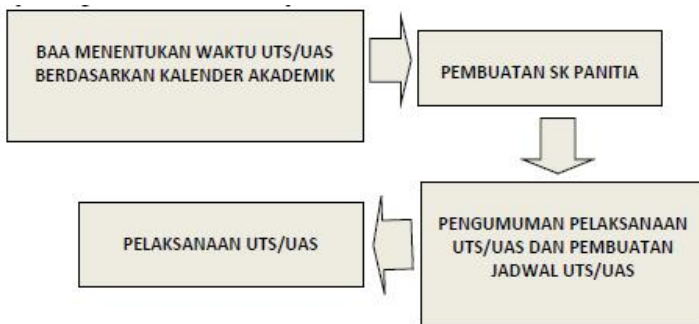 BAA MENENTUKAN WAKTU UTS/UAS
BERDASARKAN KALENDER AKADEMIK
PEMBUATAN SK PANITIA
PENGUMUMAN PELAKSANAAN
UTS/UAS DAN PEMBUATAN
JADWAL UTS/UAS
PELAKSANAAN UTS/UAS